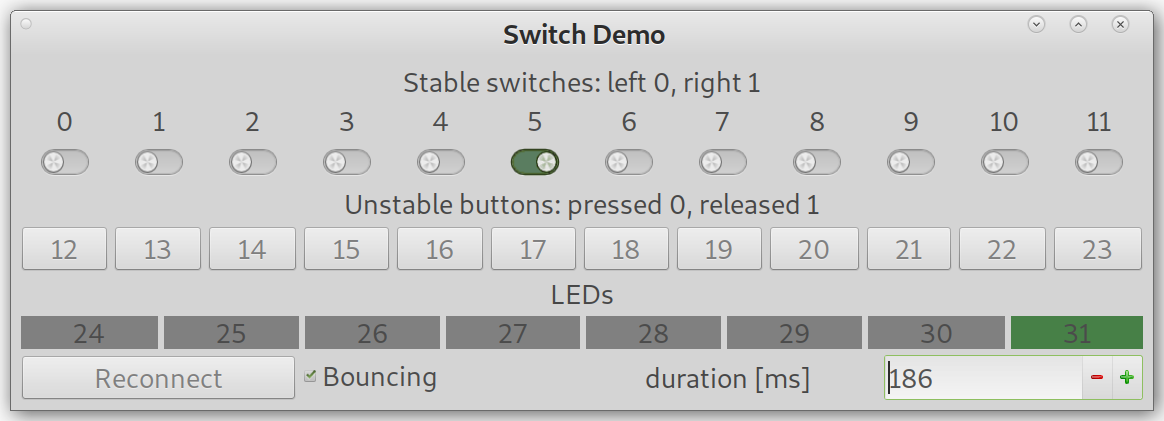 Switch Demo
Stable switches: left 0, right 1
0 1 2 3 4 5 6 7 8 9 10 11
Unstable buttons: pressed 0, released 1
12 13 14 15 16 17 18 19 20 21 22 23
LEDs
24 25 26 27 28 29 30 31
Reconnect Bouncing duration [ms] 186